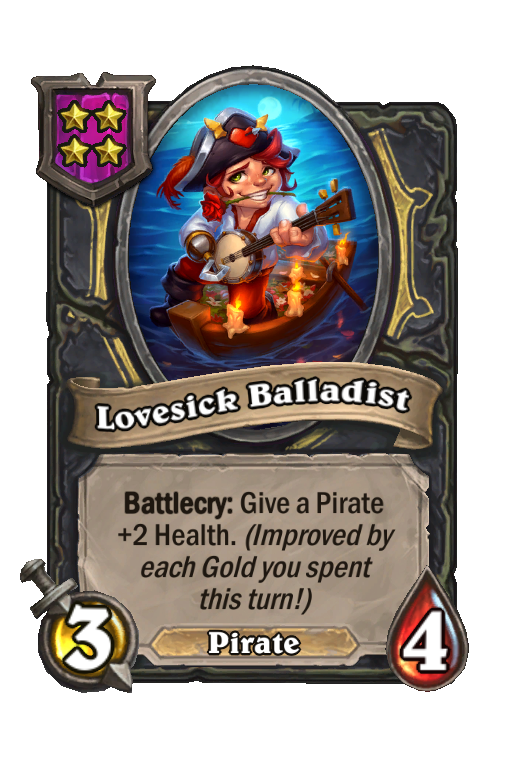 Lovesick Balladist
Battlecry: Give a Pirate
+2 Health. (Improved by
each Gold you spent
this turn!)
Pirate
3
4